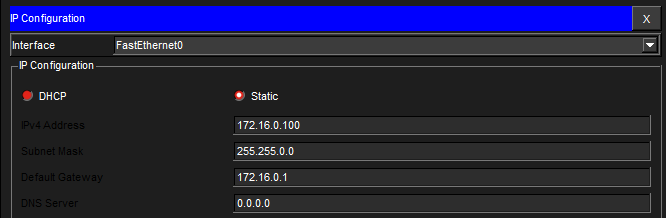 IP Configuration X
Interface FastEthernet0
IP Configuration
DHCP Static
IPv4 Address 172.16.0.100
Subnet Mask 255.255.0.0
Default Gateway 172.16.0.1
DNS Server 0.0.0.0